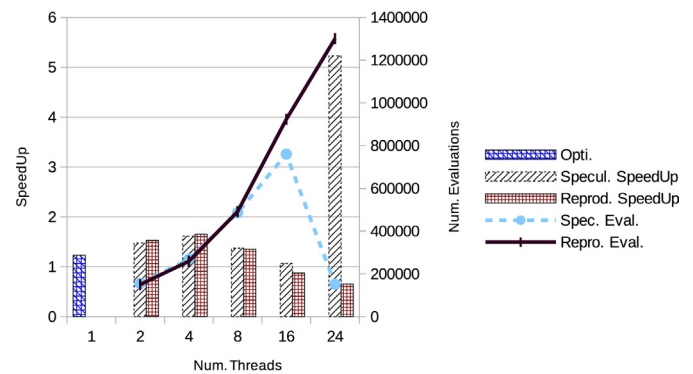 6
5
4
3
2
1
0
SpeedUp
1400000
1200000
1000000
800000
600000
400000
200000
0
Num. Evaluations
1 2 4 8 16 24
Num. Threads
Opti.
Specul. SpeedUp
Reprod. SpeedUp
Spec. Eval.
Repro. Eval.